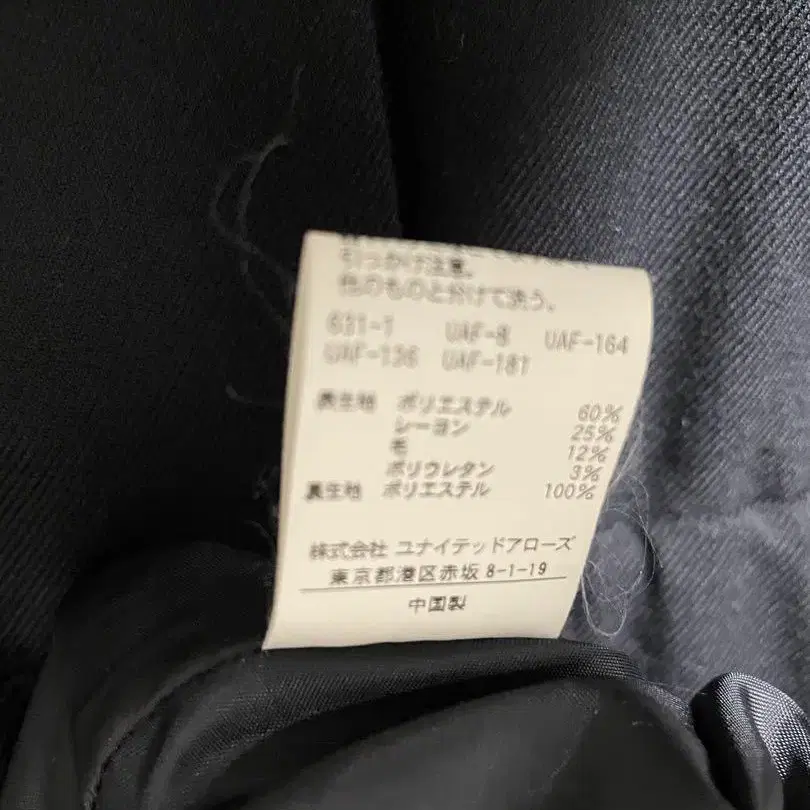 引っかけ注意。
色のものと分けて洗う。
631-1 UAF-8 UAF-164
UAF-136 UAF-181
表生地 ポリエステル 60%
レーヨン 25%
毛 12%
ポリウレタン 3%
裏生地 ポリエステル 100%
株式会社 ユナイテッドアローズ
東京都港区赤坂 8-1-19
中国製